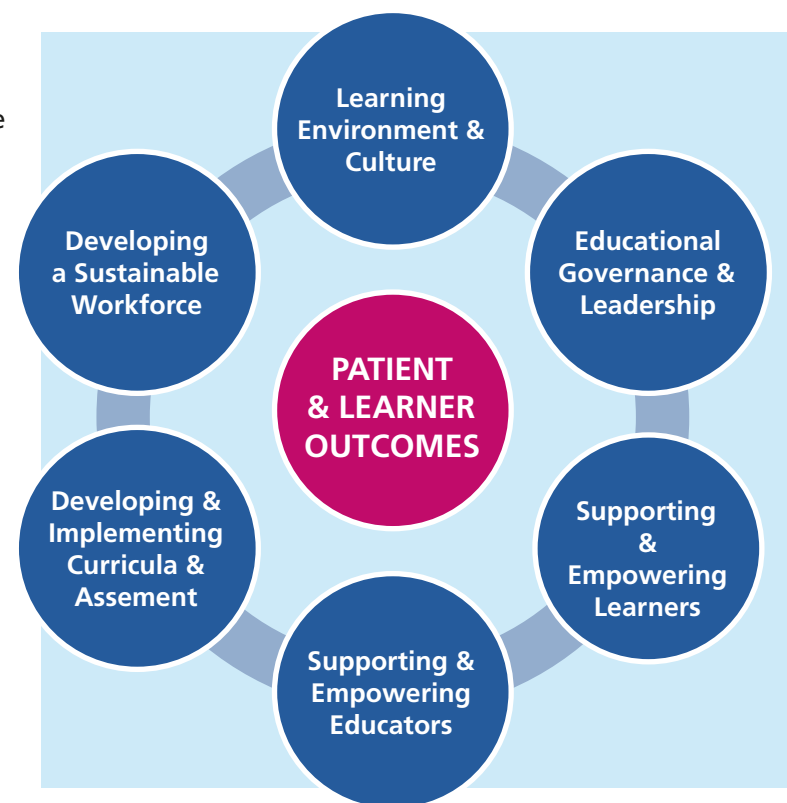 e
Learning
Environment &
Culture
Educational
Governance &
Leadership
Supporting
&
Empowering
Learners
Supporting &
Empowering
Educators
Developing &
Implementing
Curricula &
Assement
Developing
a Sustainable
Workforce
PATIENT
& LEARNER
OUTCOMES